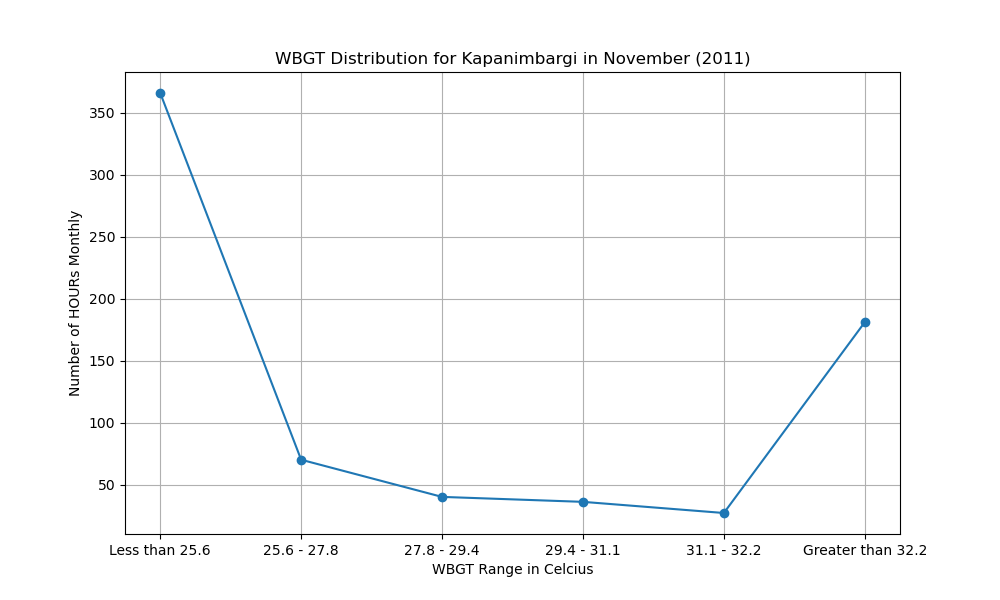 WBGT Distribution for Kapanimbargi in November (2011)
Number of HOURs Monthly
350
300
250
200
150
100
50
Less than 25.6
25.6 - 27.8
27.8 - 29.4
29.4 - 31.1
31.1 - 32.2
Greater than 32.2
WBGT Range in Celcius